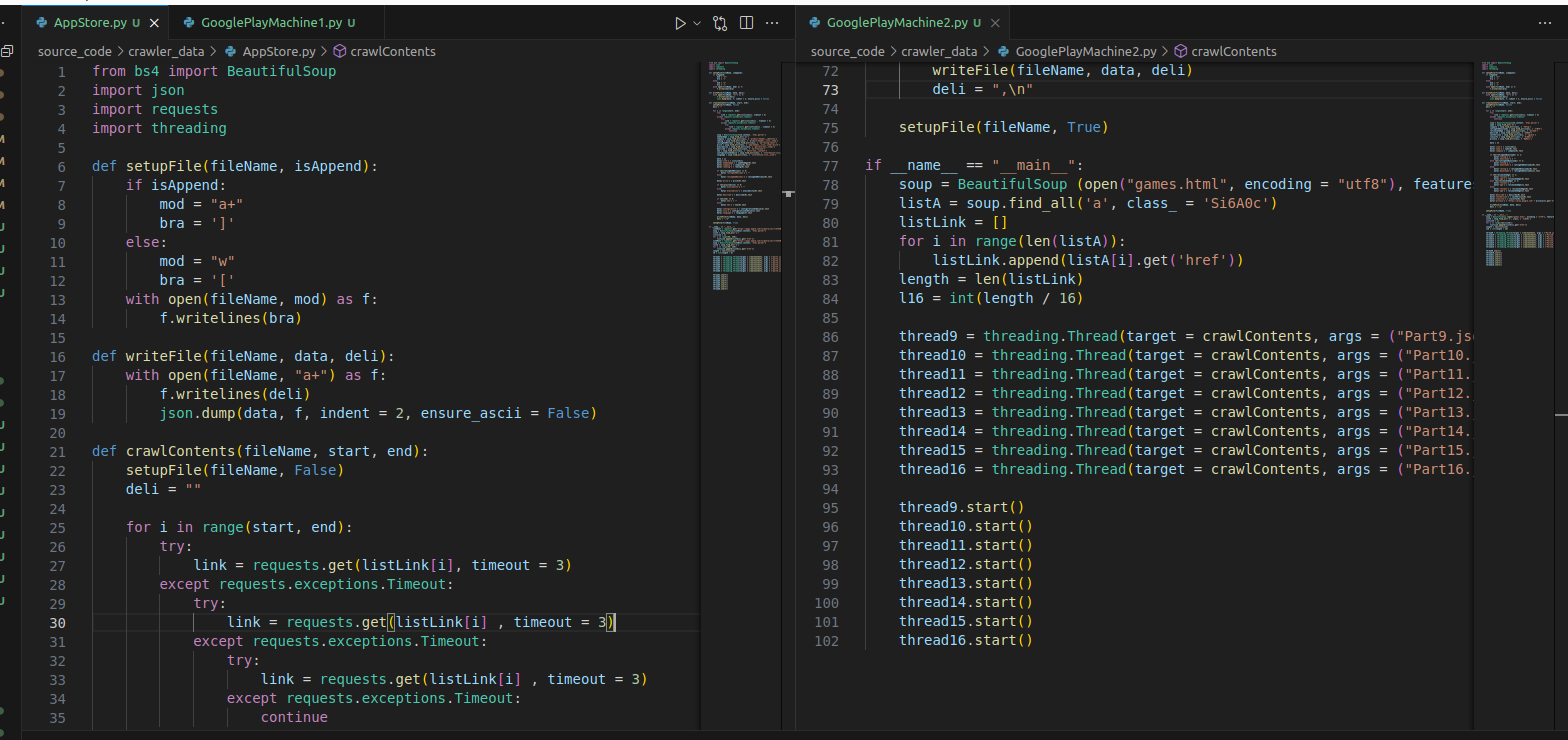 AppStore.py U
GooglePlayMachine1.py U
source_code > crawler_data > AppStore.py > crawlContents
1 from bs4 import BeautifulSoup
2 import json
3 import requests
4 import threading
5
6 def setupFile(fileName, isAppend):
7 if isAppend:
8 mod = "a+"
9 bra = ']'
10 else:
11 mod = "w"
12 bra = '['
13 with open(fileName, mod) as f:
14 f.writelines(bra)
15
16 def writeFile(fileName, data, deli):
17 with open(fileName, "a+") as f:
18 f.writelines(deli)
19 json.dump(data, f, indent = 2, ensure_ascii = False)
20
21 def crawlContents(fileName, start, end):
22 setupFile(fileName, False)
23 deli = ""
24
25 for i in range(start, end):
26 try:
27 link = requests.get(listLink[i], timeout = 3)
28 except requests.exceptions.Timeout:
29 try:
30 link = requests.get(listLink[i] , timeout = 3)
31 except requests.exceptions.Timeout:
32 try:
33 link = requests.get(listLink[i] , timeout = 3)
34 except requests.exceptions.Timeout:
35 continue
GooglePlayMachine2.py U
source_code > crawler_data > GooglePlayMachine2.py > crawlContents
72 writeFile(fileName, data, deli)
73 deli = ",\n"
74
75 setupFile(fileName, True)
76
77 if __name__ == "__main__":
78 soup = BeautifulSoup (open("games.html", encoding = "utf8"), features
79 listA = soup.find_all('a', class_ = 'Si6A0c')
80 listLink = []
81 for i in range(len(listA)):
82 listLink.append(listA[i].get('href'))
83 length = len(listLink)
84 l16 = int(length / 16)
85
86 thread9 = threading.Thread(target = crawlContents, args = ("Part9.js
87 thread10 = threading.Thread(target = crawlContents, args = ("Part10.
88 thread11 = threading.Thread(target = crawlContents, args = ("Part11.
89 thread12 = threading.Thread(target = crawlContents, args = ("Part12.
90 thread13 = threading.Thread(target = crawlContents, args = ("Part13.
91 thread14 = threading.Thread(target = crawlContents, args = ("Part14.
92 thread15 = threading.Thread(target = crawlContents, args = ("Part15.
93 thread16 = threading.Thread(target = crawlContents, args = ("Part16.
94
95 thread9.start()
96 thread10.start()
97 thread11.start()
98 thread12.start()
99 thread13.start()
100 thread14.start()
101 thread15.start()
102 thread16.start()